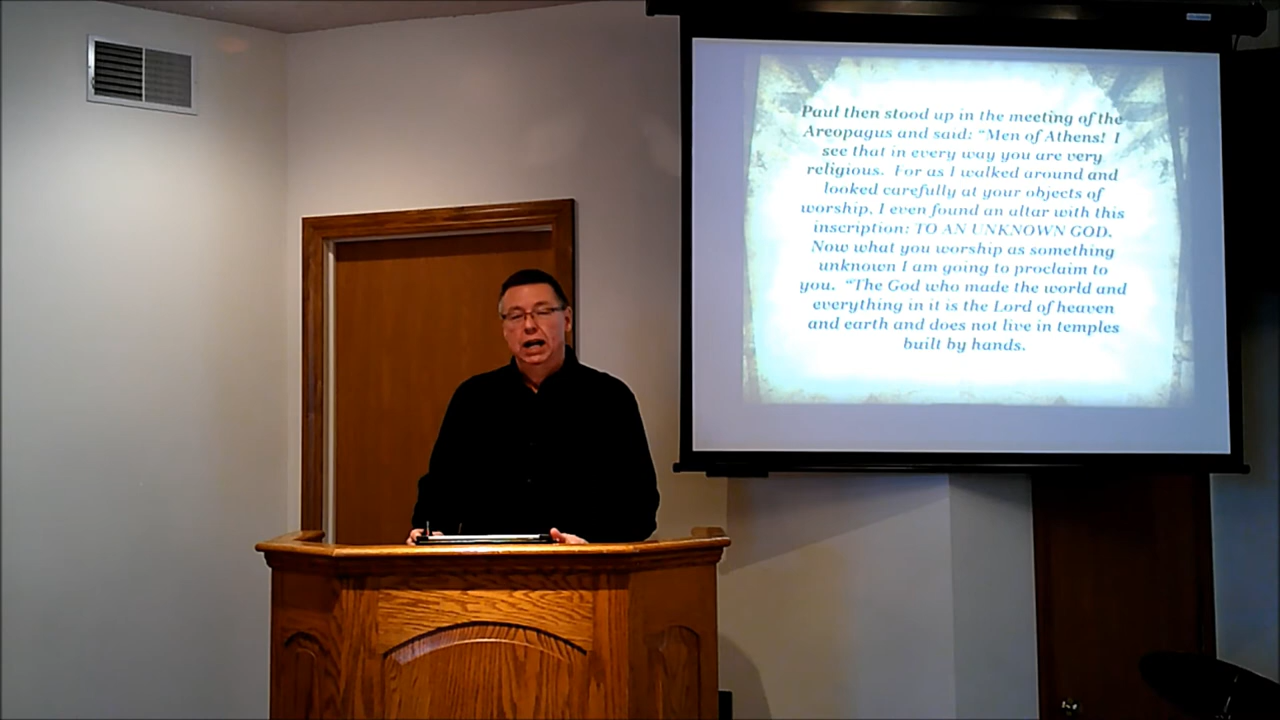 Paul then stood up in the meeting of the
Areopagus and said: "Men of Athens!  I
see that in every way you are very
religious.  For as I walked around and
looked carefully at your objects of
worship, I even found an altar with this
inscription: TO AN UNKNOWN GOD.
Now what you worship as something
unknown I am going to proclaim to
you.  "The God who made the world and
everything in it is the Lord of heaven
and earth and does not live in temples
built by hands.